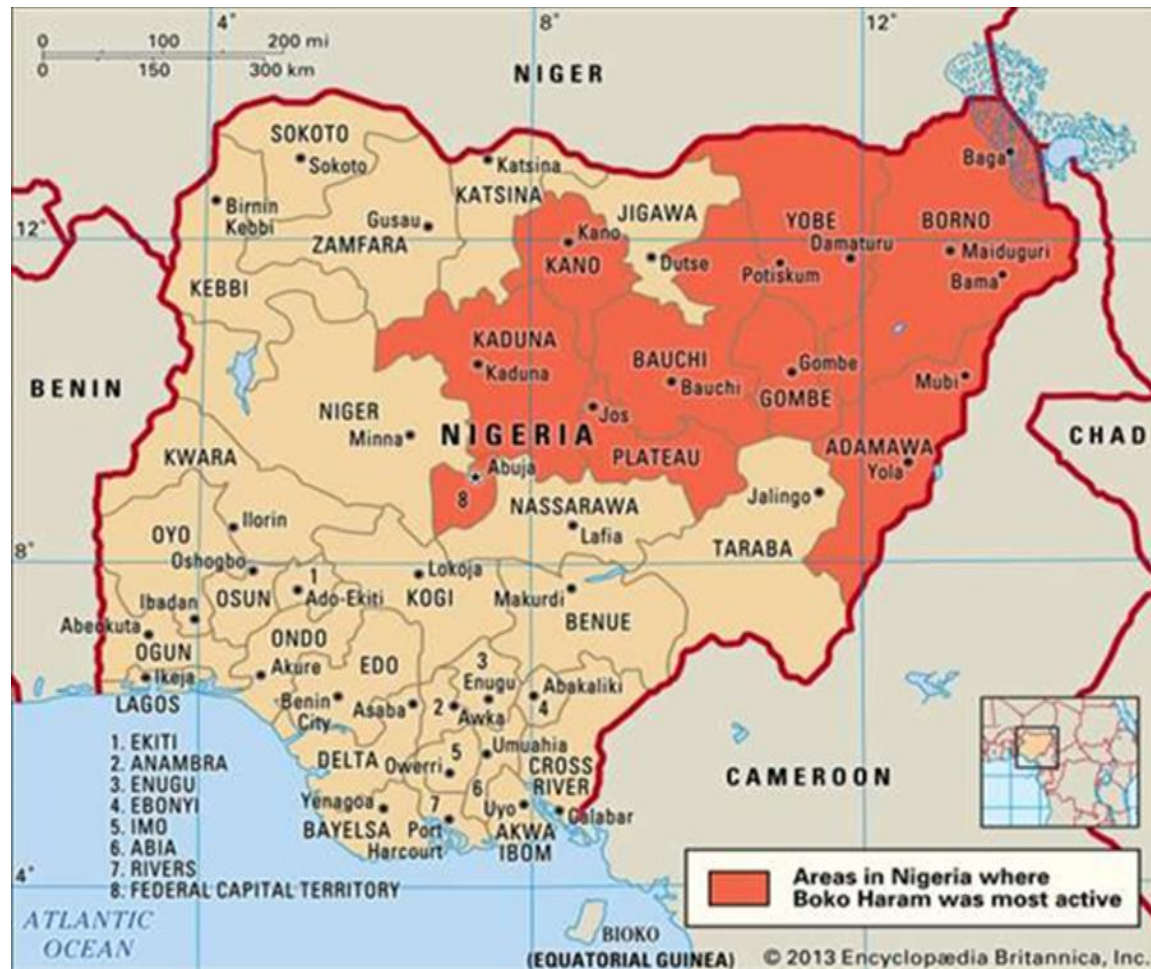 4° 8° 12°
0 100 200 mi
0 150 300 km
NIGER
SOKOTO
Sokoto
Katsina
KATSINA
Baga
Birnin
Kebbi
Gusau
ZAMFARA
JIGAWA
Kano
KANO
Dutse
YOBE
Damaturu
Potiskum
BORNO
Maiduguri
Bama
12° 12°
KEBBI
KADUNA
Kaduna
BAUCHI
Bauchi
Gombe
GOMBE
Mubi
BENIN
NIGER
Minna
NIGERIA
Jos
PLATEAU
ADAMAWA
Yola
CHAD
KWARA
Abuja
8
NASSARAWA
Lafia
Jalingo
TARABA
OYO
Ilorin
8° 8°
Oshogbo
OSUN
1
Ado-Ekiti
Lokoja
KOGI
Makurdi
BENUE
Ibadan
Abeokuta
OGUN
Ikeja
LAGOS
ONDO
Akure
EDO
Benin
City
Asaba
3
Enugu
2
Awka
Abakaliki
4
DELTA
Owerri
5
Umuahia
CROSS
RIVER
6
Yenagoa
BAYELSA
7
Port
Harcourt
Uyo
AKWA
IBOM
Calabar
CAMEROON
1. EKITI
2. ANAMBRA
3. ENUGU
4. EBONYI
5. IMO
6. ABIA
7. RIVERS
8. FEDERAL CAPITAL TERRITORY
4°
ATLANTIC
OCEAN
Areas in Nigeria where
Boko Haram was most active
BIOKO
(EQUATORIAL GUINEA)
© 2013 Encyclopædia Britannica, Inc.